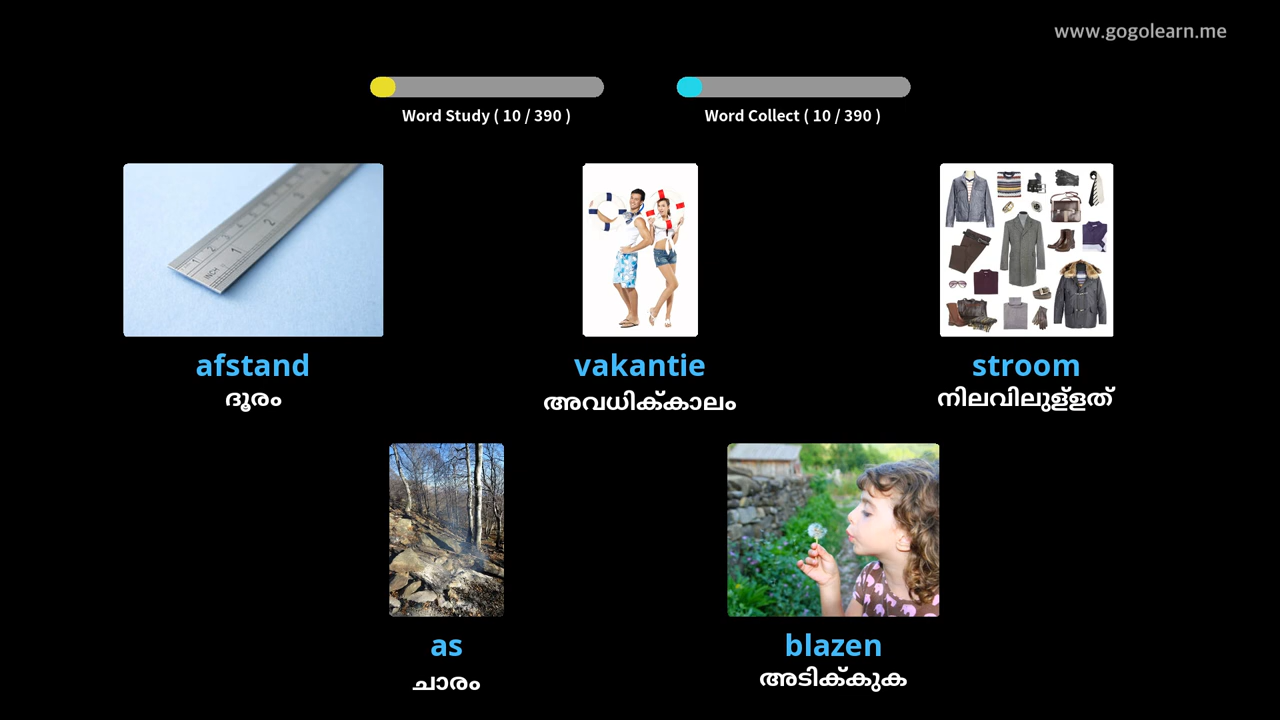 www.gogolearn.me
Word Study ( 10 / 390 )
Word Collect ( 10 / 390 )
afstand
ദൂരം
vakantie
അവധിക്കാലം
stroom
നിലവിലുള്ളത്
as
ചാരം
blazen
അടിക്കുക